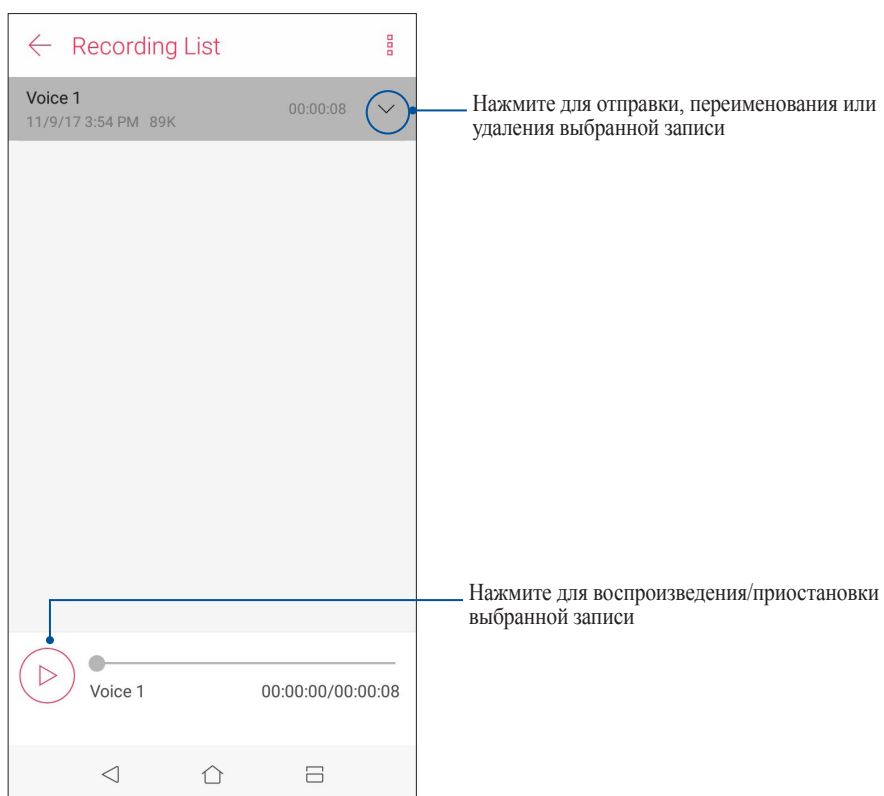 Recording List
Voice 1
11/9/17 3:54 PM 89K
00:00:08
Нажмите для отправки, переименования или
удаления выбранной записи
Нажмите для воспроизведения/приостановки
выбранной записи
Voice 1
00:00:00/00:00:08